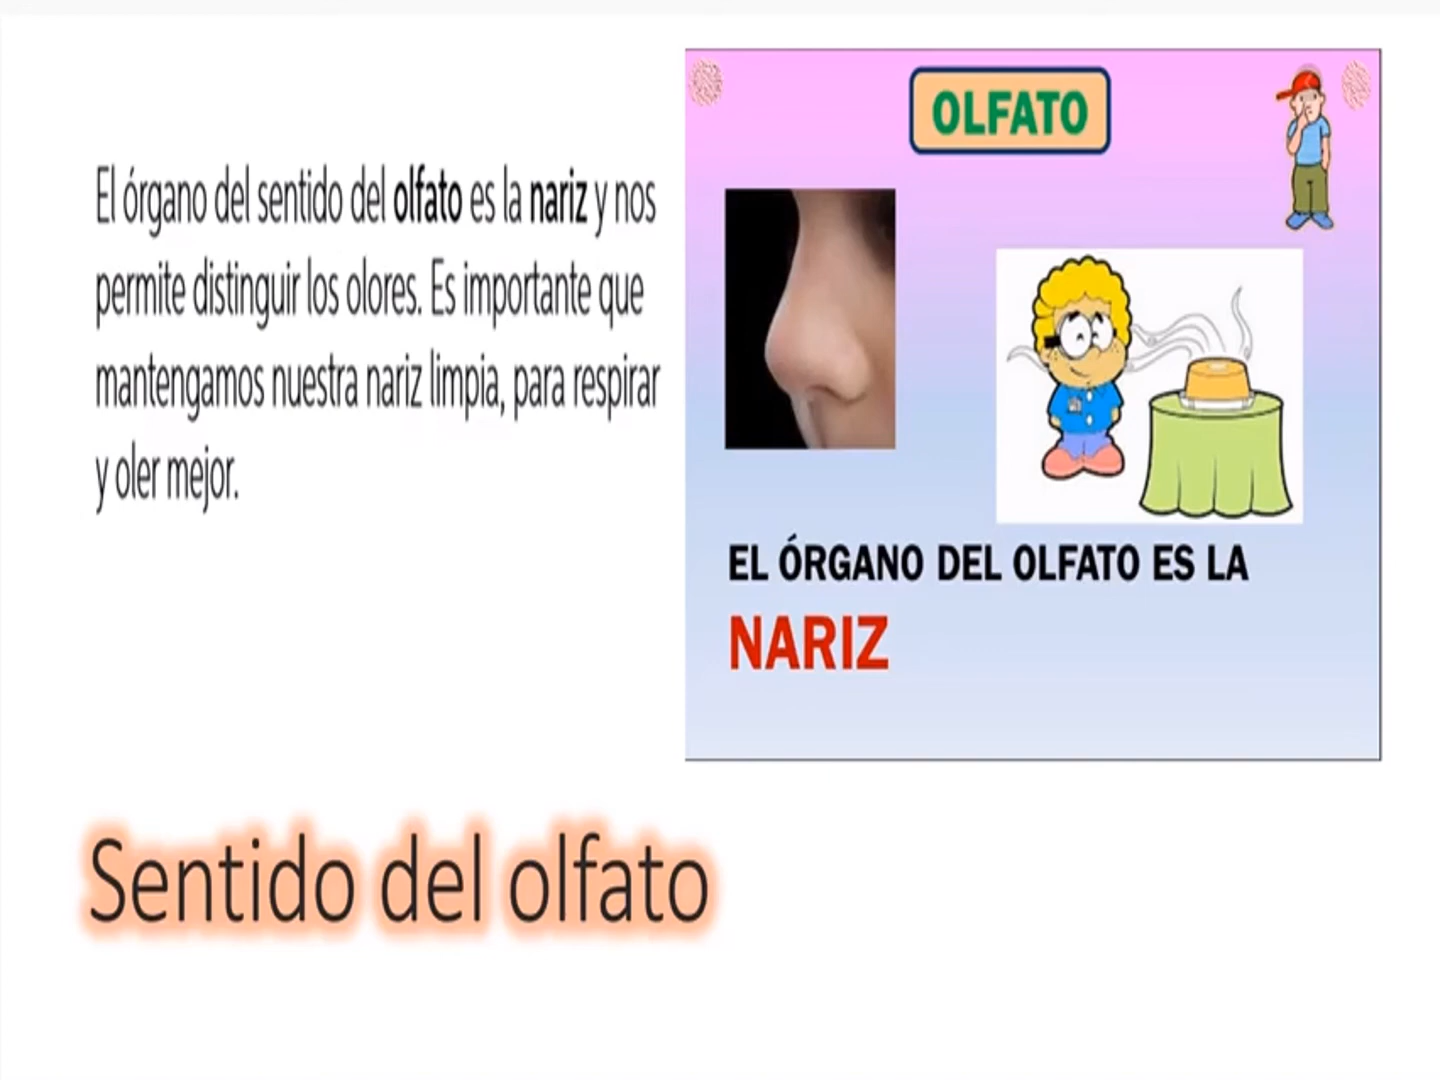 El órgano del sentido del olfato es la nariz y nos
permite distinguir los olores. Es importante que
mantengamos nuestra nariz limpia, para respirar
y oler mejor.
OLFATO
EL ÓRGANO DEL OLFATO ES LA
NARIZ
Sentido del olfato